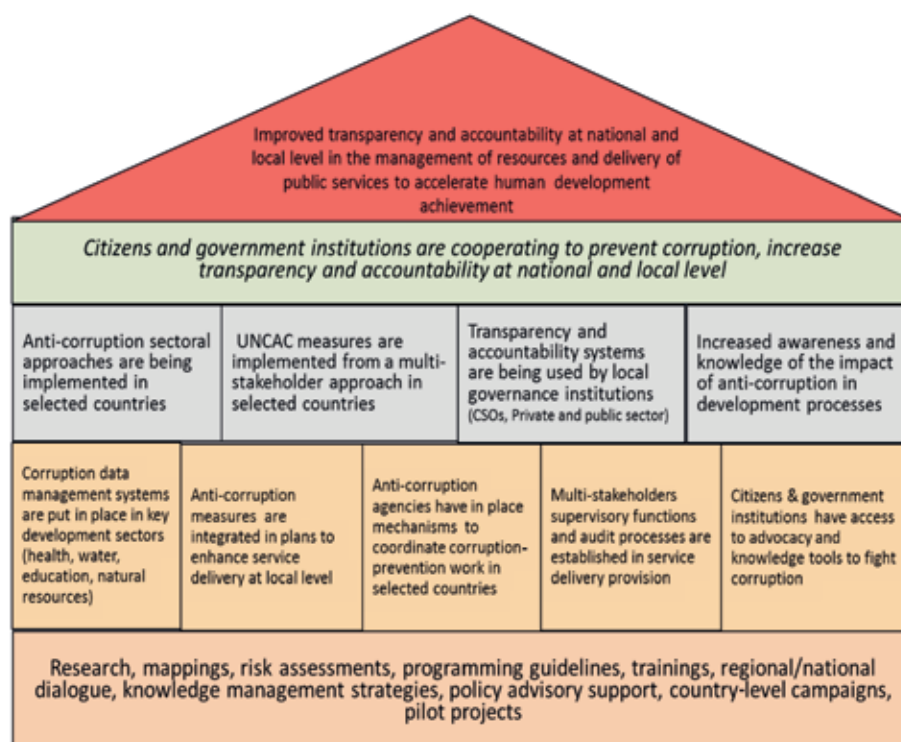 Improved transparency and accountability at national and
local level in the management of resources and delivery of
public services to accelerate human development
achievement
Citizens and government institutions are cooperating to prevent corruption, increase
transparency and accountability at national and local level
Anti-corruption sectoral
approaches are being
implemented in
selected countries
UNCAC measures are
implemented from a multi-
stakeholder approach in
selected countries
Transparency and
accountability systems
are being used by local
governance institutions
(CSOs, Private and public sector)
Increased awareness and
knowledge of the impact
of anti-corruption in
development processes
Corruption data
management systems
are put in place in key
development sectors
(health, water,
education, natural
resources)
Anti-corruption
measures are
integrated in plans to
enhance service
delivery at local level
Anti-corruption
agencies have in place
mechanisms to
coordinate corruption-
prevention work in
selected countries
Multi-stakeholders
supervisory functions
and audit processes are
established in service
delivery provision
Citizens & government
institutions have access
to advocacy and
knowledge tools to fight
corruption
Research, mappings, risk assessments, programming guidelines, trainings, regional/national
dialogue, knowledge management strategies, policy advisory support, country-level campaigns,
pilot projects